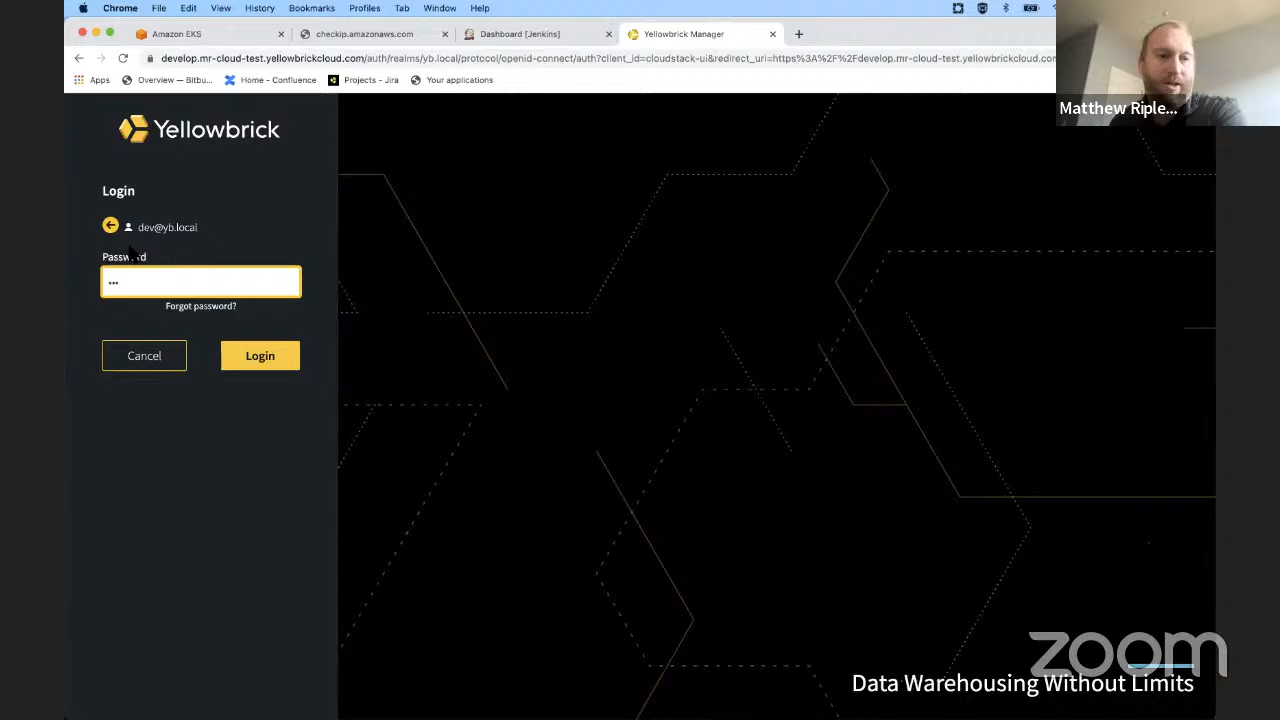 Chrome File Edit View History Bookmarks Profiles Tab Window Help
Amazon EKS checkip.amazonaws.com Dashboard [Jenkins] Yellowbrick Manager
develop.mr-cloud-test.yellowbrickcloud.com/auth/realms/yb.local/protocol/openid-connect/auth?client_id=cloudstack-ui&redirect_uri=https%3A%2F%2Fdevelop.mr-cloud-test.yellowbrickcloud.com
Apps Overview — Bitbu... Home - Confluence Projects - Jira Your applications
Matthew Riple...
Yellowbrick
Login
dev@yb.local
Password
Forgot password?
Cancel Login
zoom
Data Warehousing Without Limits